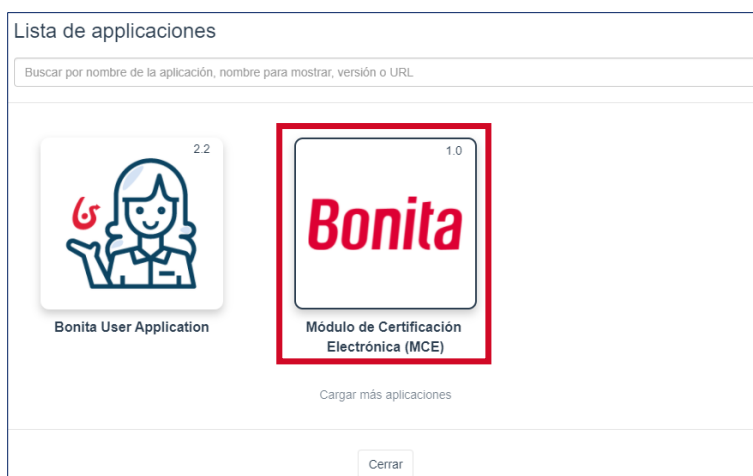 Lista de applicaciones
Buscar por nombre de la aplicación, nombre para mostrar, versión o URL
2.2
1.0
Bonita
Bonita User Application
Módulo de Certificación
Electrónica (MCE)
Cargar más aplicaciones
Cerrar